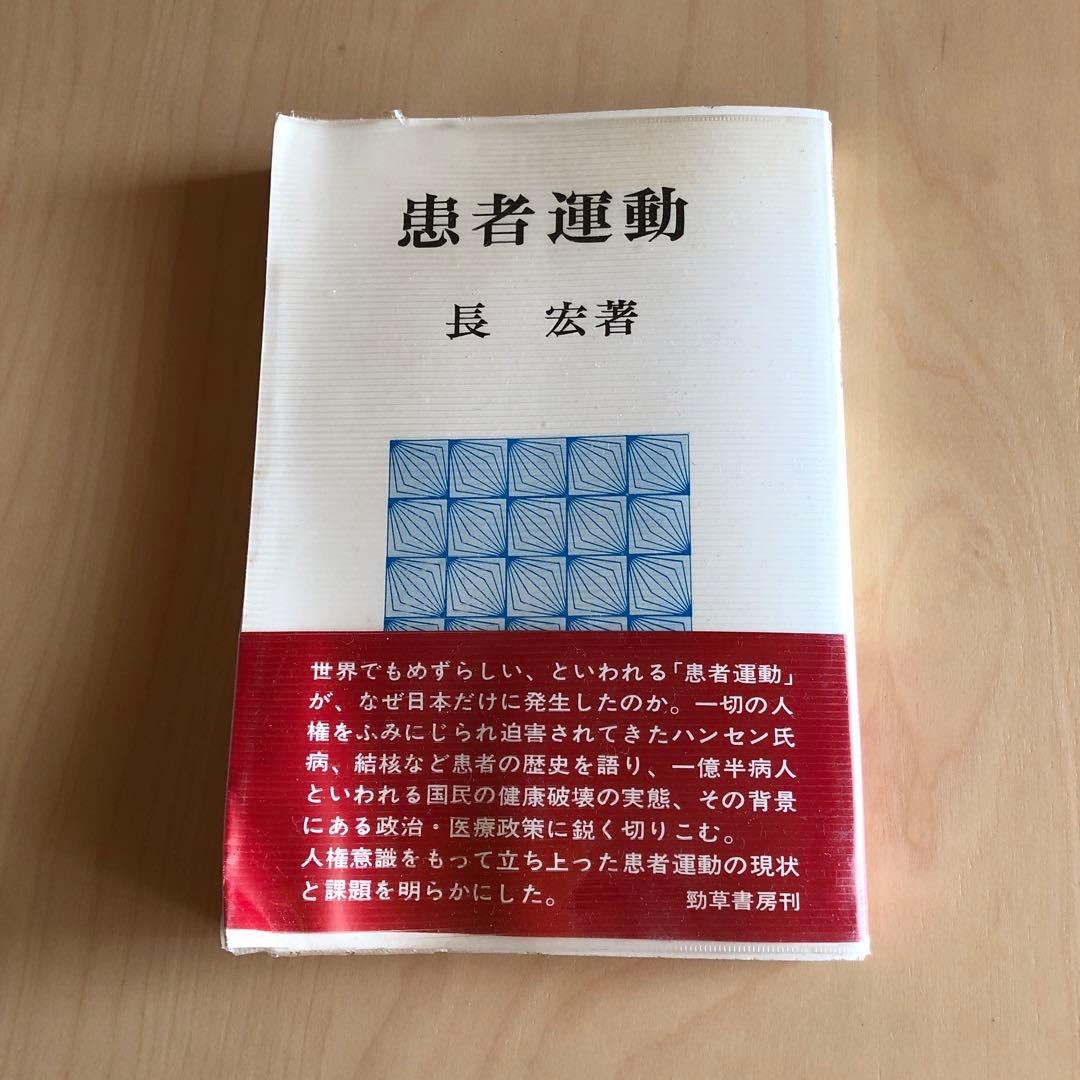 患者運動
長 宏著
世界でもめずらしい、といわれる「患者運動」
が、なぜ日本だけに発生したのか。一切の人
権をふみにじられ迫害されてきたハンセン氏
病、結核など患者の歴史を語り、一億半病人
といわれる国民の健康破壊の実態、その背景
にある政治・医療政策に鋭く切りこむ。
人権意識をもって立ち上った患者運動の現状
と課題を明らかにした。 勁草書房刊